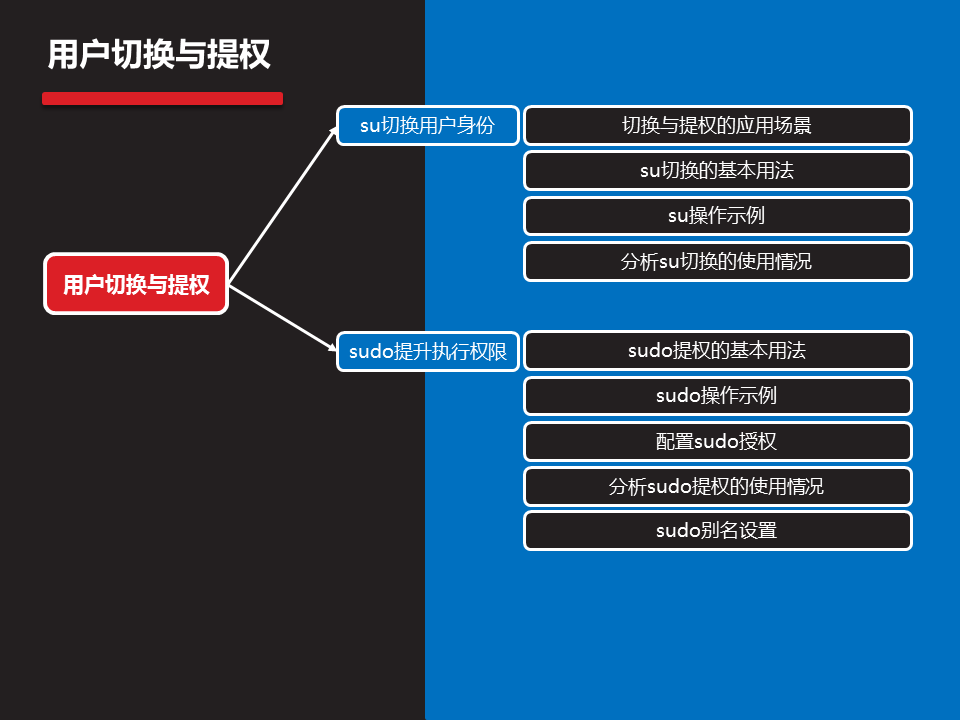 用户切换与提权
su切换用户身份
切换与提权的应用场景
su切换的基本用法
su操作示例
分析su切换的使用情况
用户切换与提权
sudo提升执行权限
sudo提权的基本用法
sudo操作示例
配置sudo授权
分析sudo提权的使用情况
sudo别名设置